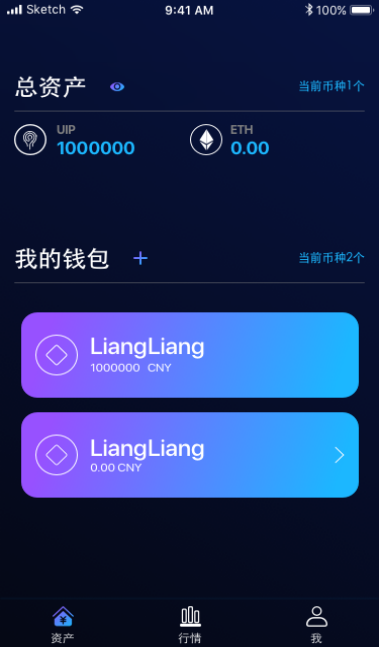 Sketch 9:41 AM 100%
总资产 当前币种1个
UIP ETH
1000000 0.00
我的钱包 当前币种2个
LiangLiang
1000000 CNY
LiangLiang
0.00 CNY
资产 行情 我